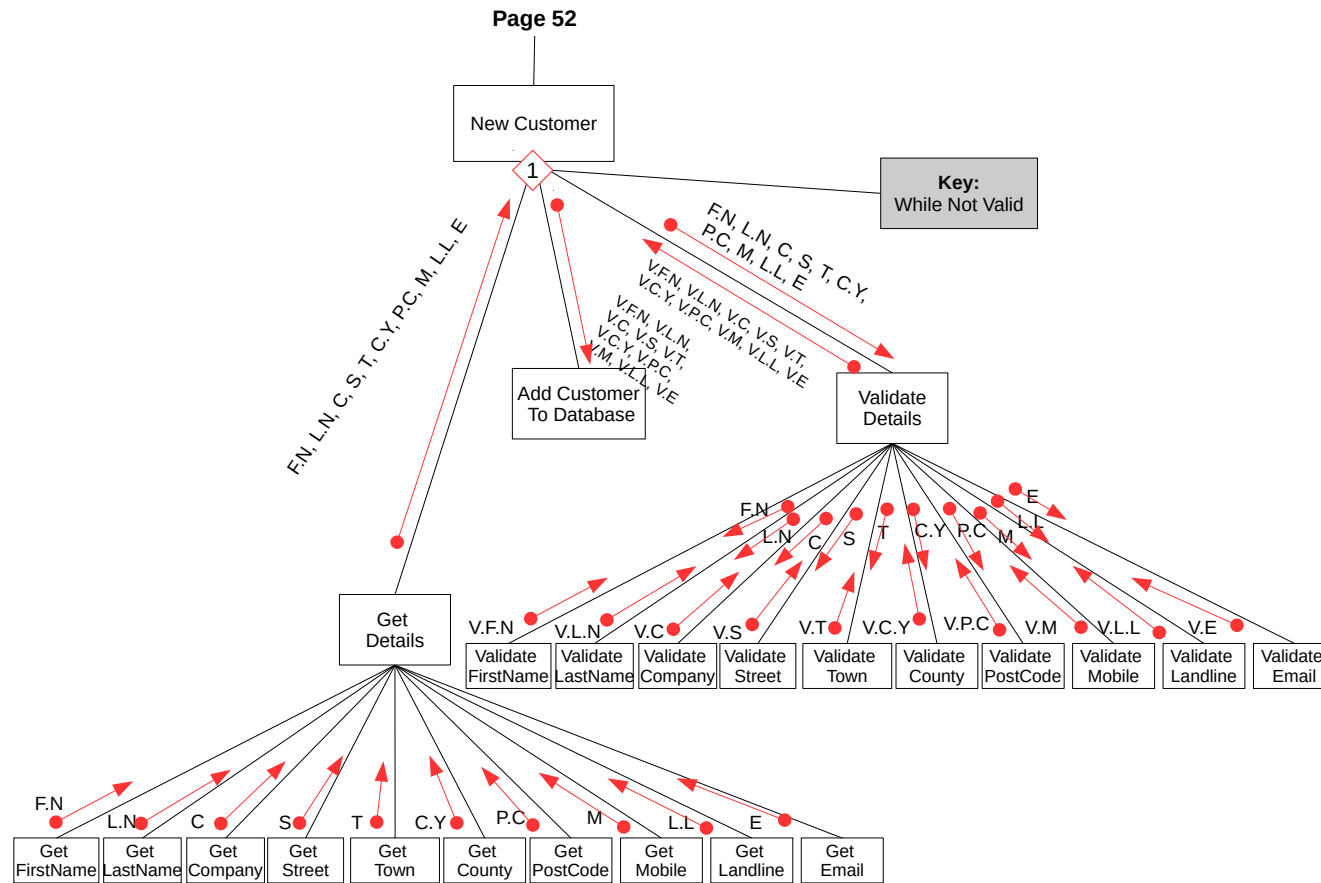 Page 52
New Customer
1
Key:
While Not Valid
F.N, L.N, C, S, T, C.Y, P.C, M, L.L, E
F.N, L.N, C, S, T, C.Y,
P.C, M, L.L, E
V.F.N, V.L.N, V.C, V.S, V.T,
V.C.Y, V.P.C, V.M, V.L.L, V.E
V.F.N, V.L.N,
V.C, V.S, V.T,
V.C.Y, V.P.C,
V.M, V.L.L, V.E
Add Customer
To Database
Validate
Details
F.N
L.N
C
S
T
C.Y
P.C
M
L.L
E
V.F.N
V.L.N
V.C
V.S
V.T
V.C.Y
V.P.C
V.M
V.L.L
V.E
Validate
FirstName
Validate
LastName
Validate
Company
Validate
Street
Validate
Town
Validate
County
Validate
PostCode
Validate
Mobile
Validate
Landline
Validate
Email
Get
Details
F.N
L.N
C
S
T
C.Y
P.C
M
L.L
E
Get
FirstName
Get
LastName
Get
Company
Get
Street
Get
Town
Get
County
Get
PostCode
Get
Mobile
Get
Landline
Get
Email